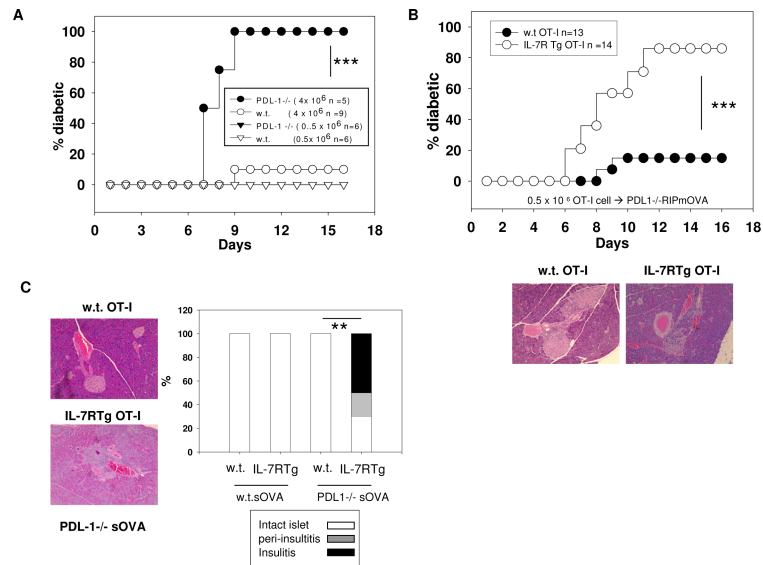 A
100
80
60
40
20
0
% diabetic
***
PDL-1-/- ( 4x 10⁶ n =5)
w.t. ( 4 x 10⁶ n =9)
PDL-1 -/- ( 0..5 x 10⁶ n=6)
w.t. (0.5x 10⁶ n=6)
0 3 6 9 12 15 18
Days
B
w.t OT-I n=13
IL-7R Tg OT-I n =14
100
80
60
40
20
0
% diabetic
***
0.5 x 10 ⁶ OT-I cell → PDL1-/-RIPmOVA
0 2 4 6 8 10 12 14 16 18
Days
w.t. OT-I IL-7RTg OT-I
C
w.t. OT-I
IL-7RTg OT-I
PDL-1-/- sOVA
120
100
80
60
40
20
0
%
**
w.t. IL-7RTg w.t. IL-7RTg
w.t.sOVA PDL1-/- sOVA
Intact islet
peri-insultitis
Insulitis